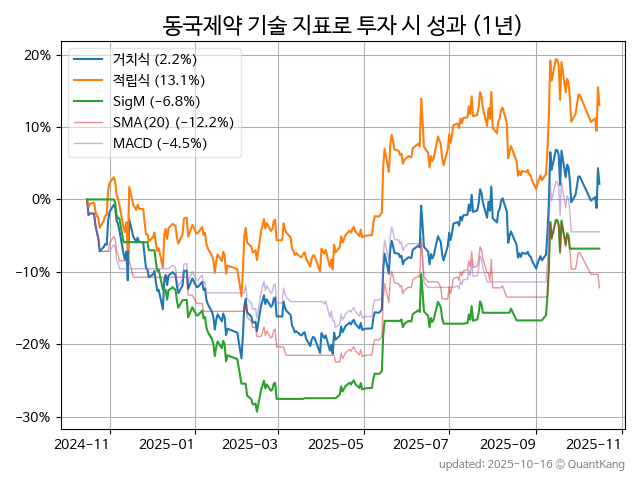 동국제약 기술 지표로 투자 시 성과 (1년)
거치식 (2.2%)
적립식 (13.1%)
SigM (−6.8%)
SMA(20) (−12.2%)
MACD (−4.5%)
20%
10%
0%
−10%
−20%
−30%
2024-11 2025-01 2025-03 2025-05 2025-07 2025-09 2025-11
updated: 2025-10-16 © QuantKang